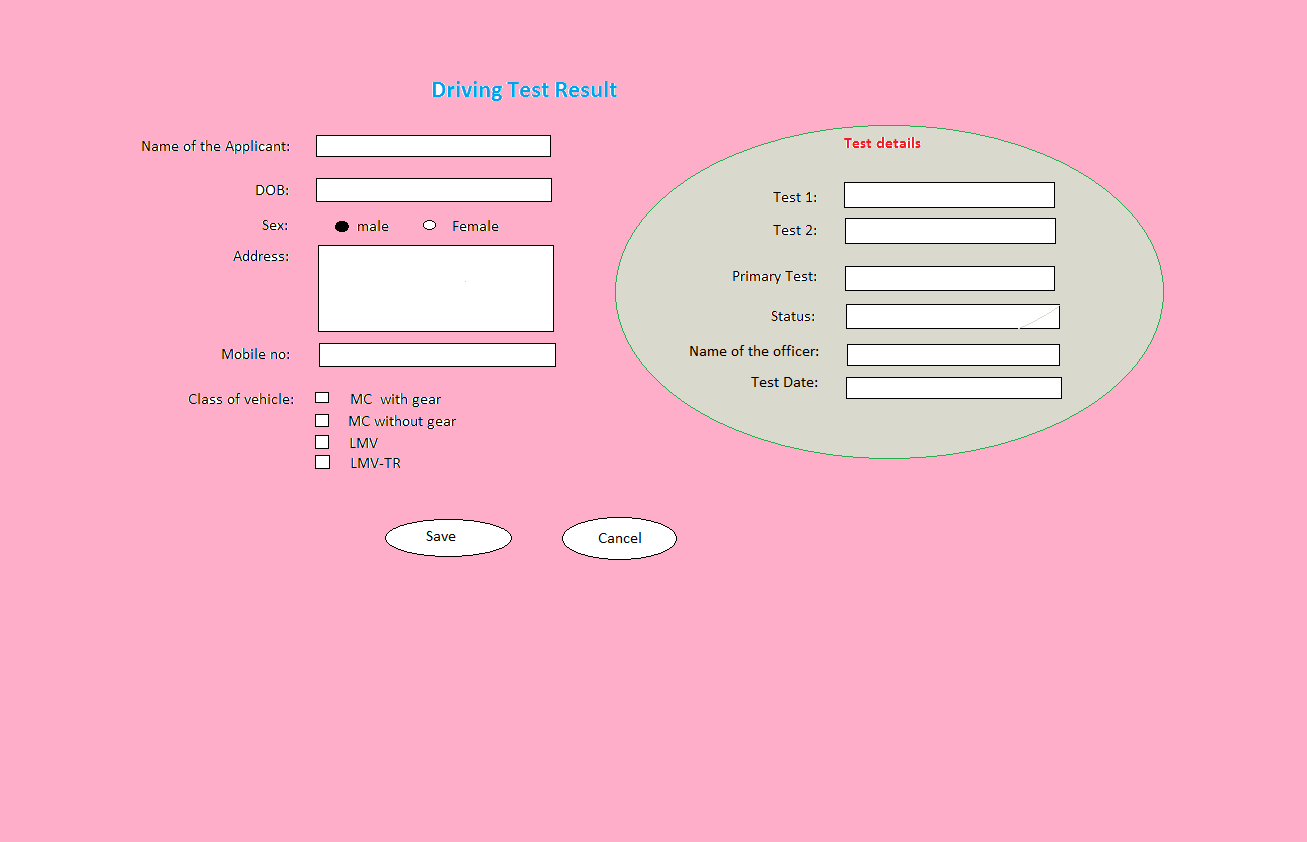 Driving Test Result
Name of the Applicant:
DOB:
Sex: male Female
Address:
Mobile no:
Class of vehicle: MC with gear
MC without gear
LMV
LMV-TR
Test details
Test 1:
Test 2:
Primary Test:
Status:
Name of the officer:
Test Date:
Save Cancel